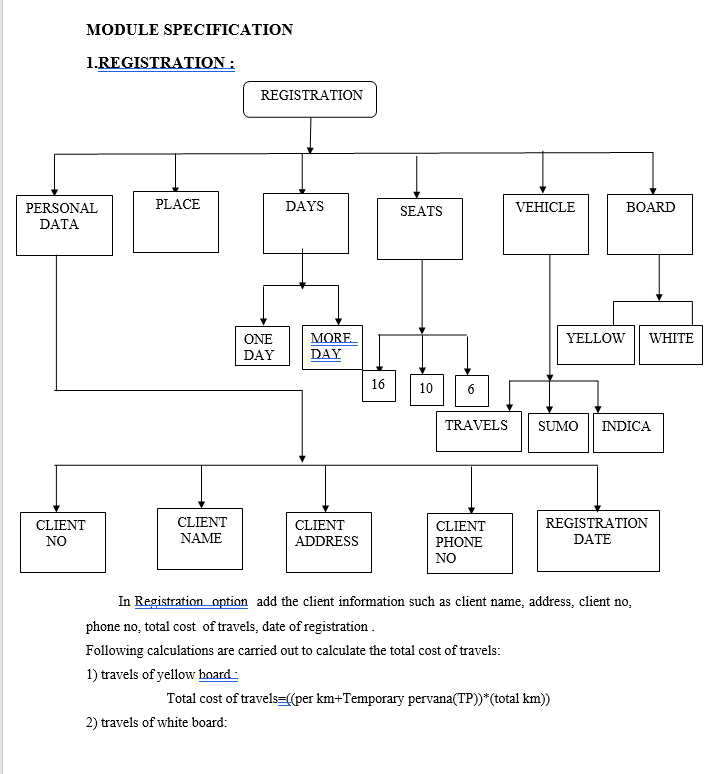 MODULE SPECIFICATION
1.REGISTRATION :
REGISTRATION
PERSONAL
DATA
PLACE
DAYS
SEATS
VEHICLE
BOARD
ONE
DAY
MORE
DAY
16
10
6
YELLOW
WHITE
TRAVELS
SUMO
INDICA
CLIENT
NO
CLIENT
NAME
CLIENT
ADDRESS
CLIENT
PHONE
NO
REGISTRATION
DATE
In Registration option add the client information such as client name, address, client no,
phone no, total cost of travels, date of registration .
Following calculations are carried out to calculate the total cost of travels:
1) travels of yellow board :
Total cost of travels=((per km+Temporary pervana(TP))*(total km))
2) travels of white board: